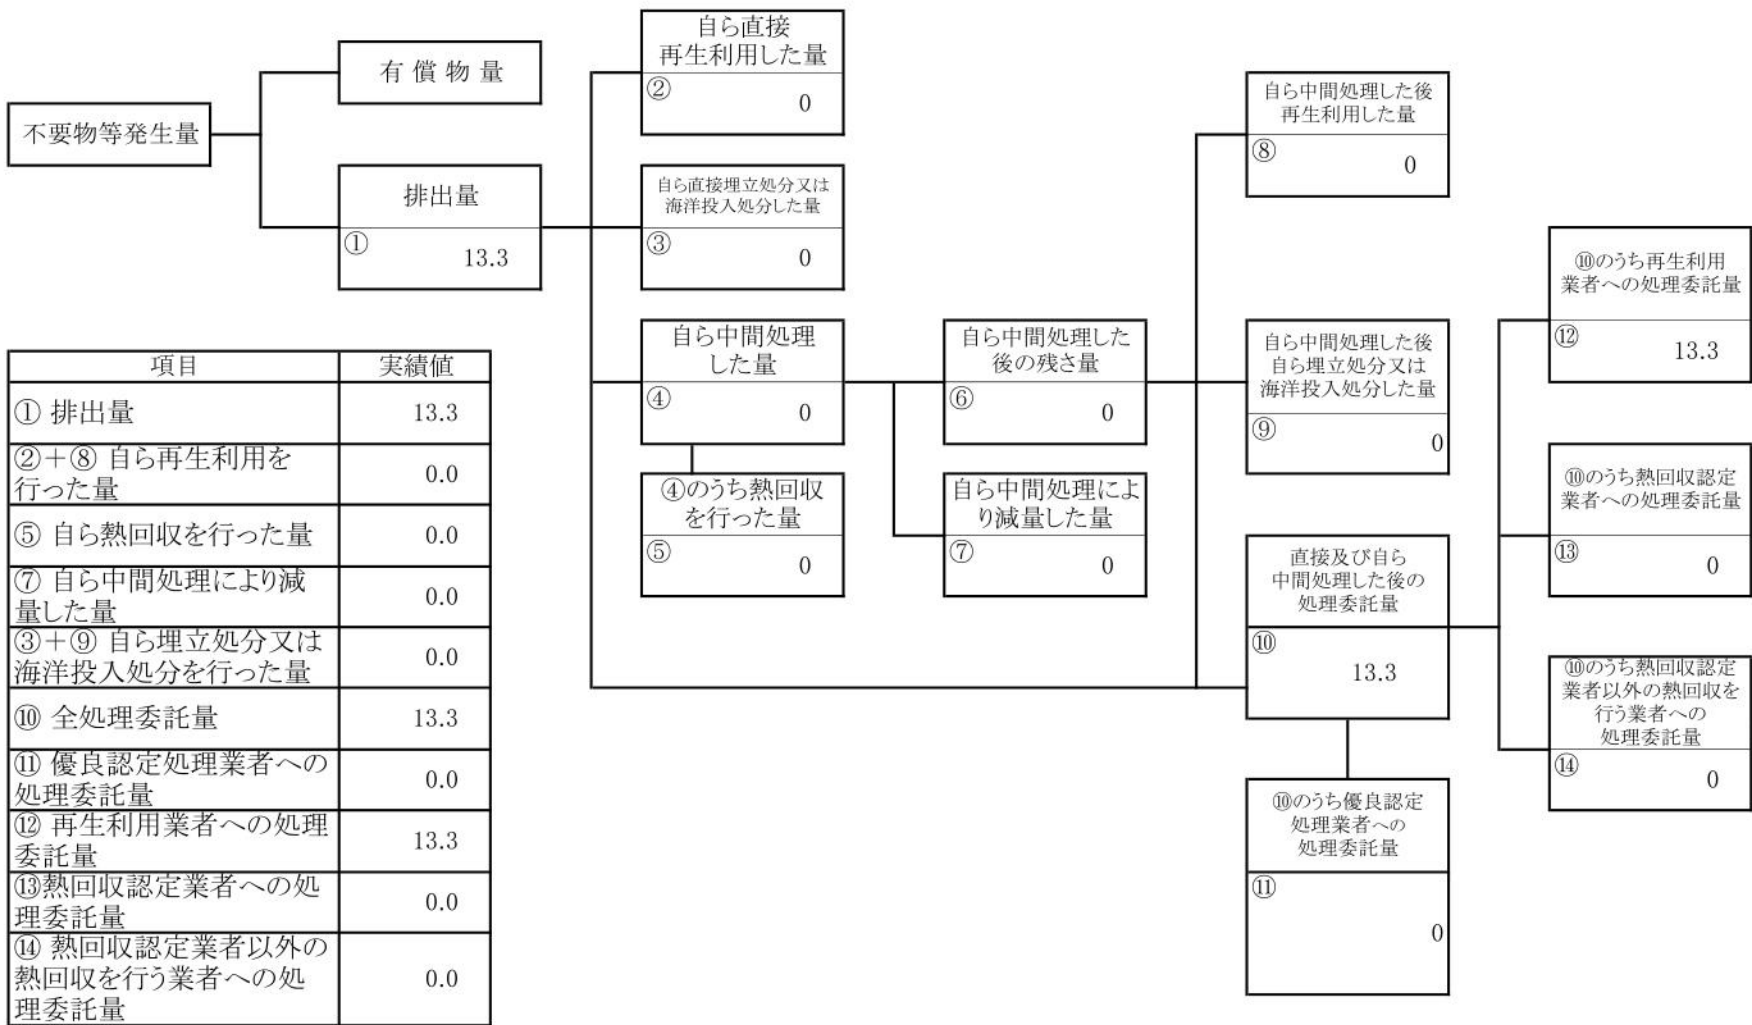 不要物等発生量
有 償 物 量
排出量
①
13.3
自ら直接
再生利用した量
②
0
自ら直接埋立処分又は
海洋投入処分した量
③
0
自ら中間処理
した量
④
0
④のうち熱回収
を行った量
⑤
0
自ら中間処理した
後の残さ量
⑥
0
自ら中間処理によ
り減量した量
⑦
0
自ら中間処理した後
再生利用した量
⑧
0
自ら中間処理した後
自ら埋立処分又は
海洋投入処分した量
⑨
0
直接及び自ら
中間処理した後の
処理委託量
⑩
13.3
⑩のうち優良認定
処理業者への
処理委託量
⑪
0
⑩のうち再生利用
業者への処理委託量
⑫
13.3
⑩のうち熱回収認定
業者への処理委託量
⑬
0
⑩のうち熱回収認定
業者以外の熱回収を
行う業者への
処理委託量
⑭
0
項目 実績値
① 排出量 13.3
②＋⑧ 自ら再生利用を
行った量 0.0
⑤ 自ら熱回収を行った量 0.0
⑦ 自ら中間処理により減
量した量 0.0
③＋⑨ 自ら埋立処分又は
海洋投入処分を行った量 0.0
⑩ 全処理委託量 13.3
⑪ 優良認定処理業者への
処理委託量 0.0
⑫ 再生利用業者への処理
委託量 13.3
⑬熱回収認定業者への処
理委託量 0.0
⑭ 熱回収認定業者以外の
熱回収を行う業者への処
理委託量 0.0